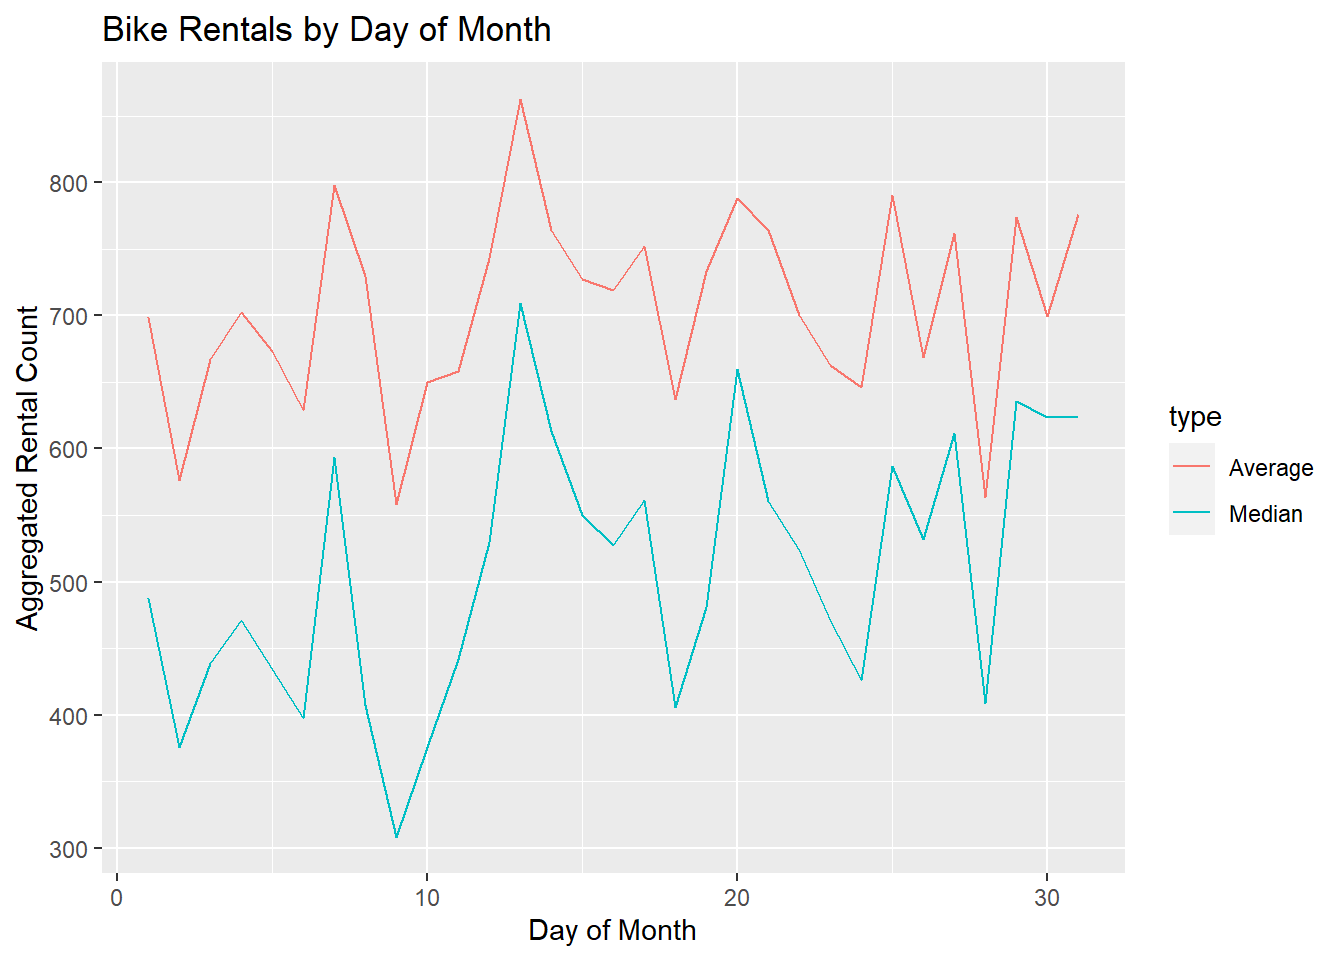 Bike Rentals by Day of Month
Aggregated Rental Count
800
700
600
500
400
300
0
10
20
30
Day of Month
type
Average
Median